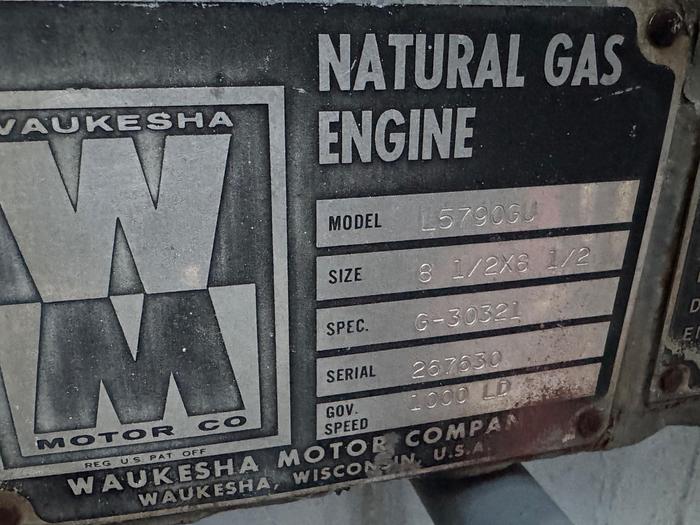 NATURAL GAS
ENGINE
WAUKESHA
WM
MOTOR CO
REG U.S. PAT OFF
MODEL L5790GU
SIZE 8 1/2X8 1/2
SPEC. G-30321
SERIAL 267630
GOV. SPEED 1000 LD
WAUKESHA MOTOR COMPAN
WAUKESHA, WISCONSIN, U.S.A.